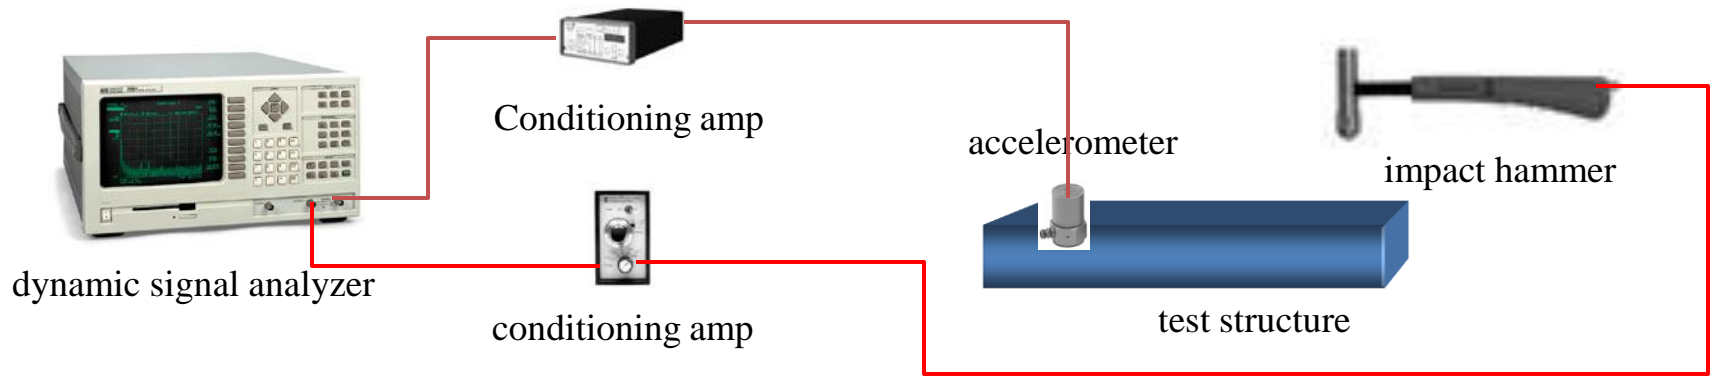 Conditioning amp
accelerometer
impact hammer
dynamic signal analyzer
conditioning amp
test structure